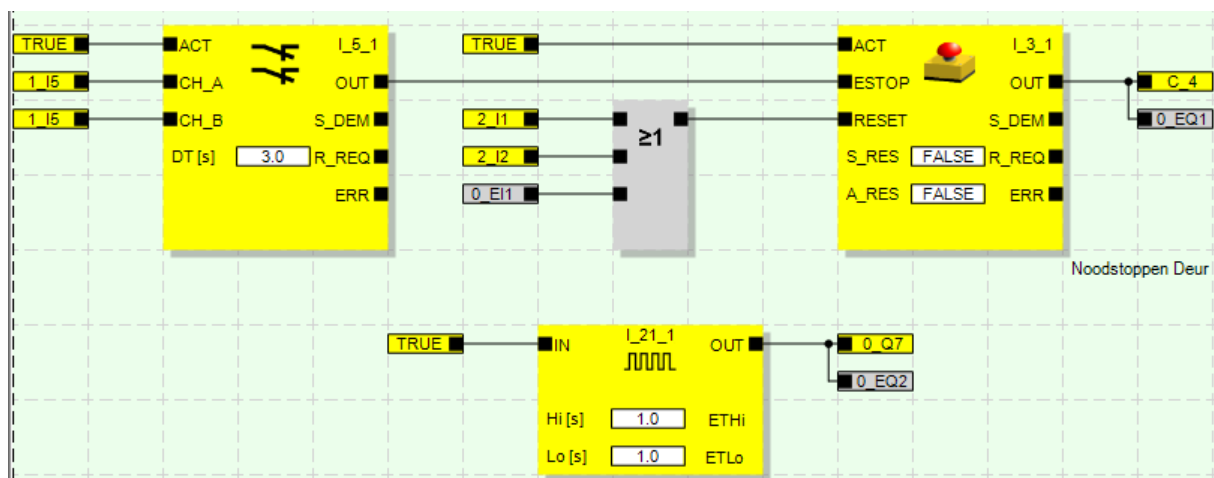 TRUE ACT I_5_1 TRUE ACT I_3_1
1_I5 CH_A OUT ESTOP OUT C_4
1_I5 CH_B S_DEM 2_I1 ≥1 RESET S_DEM 0_EQ1
DT [s] 3.0 R_REQ 2_I2 S_RES FALSE R_REQ
ERR 0_EI1 A_RES FALSE ERR
Noodstoppen Deur
TRUE IN I_21_1 OUT 0_Q7
0_EQ2
Hi [s] 1.0 ETHi
Lo [s] 1.0 ETLo